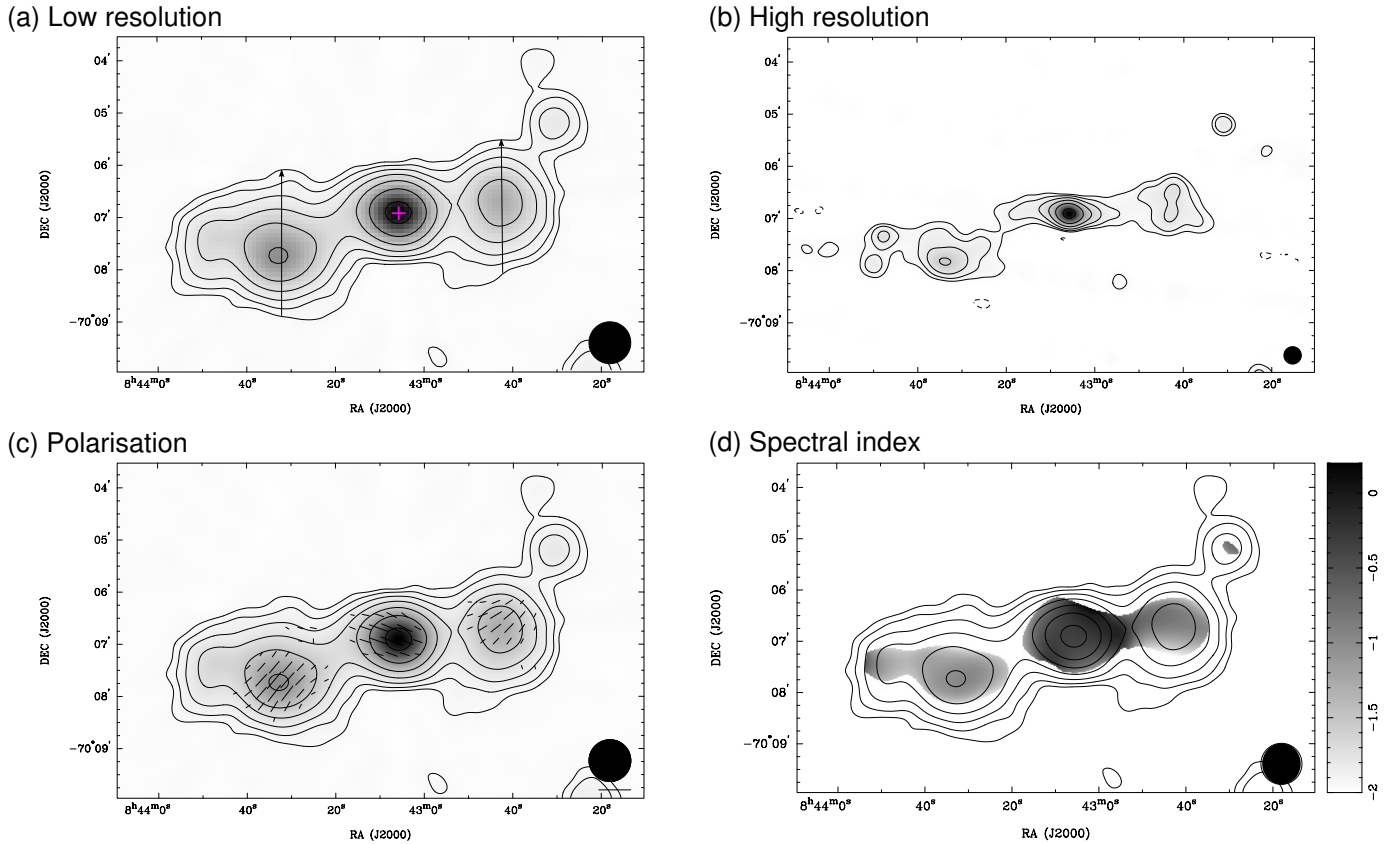 (a) Low resolution
04'
05'
06'
07'
08'
−70°09'
DEC (J2000)
8h44m0s
40s
20s
43m0s
40s
20s
RA (J2000)
(b) High resolution
04'
05'
06'
07'
08'
−70°09'
DEC (J2000)
8h44m0s
40s
20s
43m0s
40s
20s
RA (J2000)
(c) Polarisation
04'
05'
06'
07'
08'
−70°09'
DEC (J2000)
8h44m0s
40s
20s
43m0s
40s
20s
RA (J2000)
(d) Spectral index
04'
05'
06'
07'
08'
−70°09'
DEC (J2000)
8h44m0s
40s
20s
43m0s
40s
20s
RA (J2000)
0
−0.5
−1
−1.5
−2